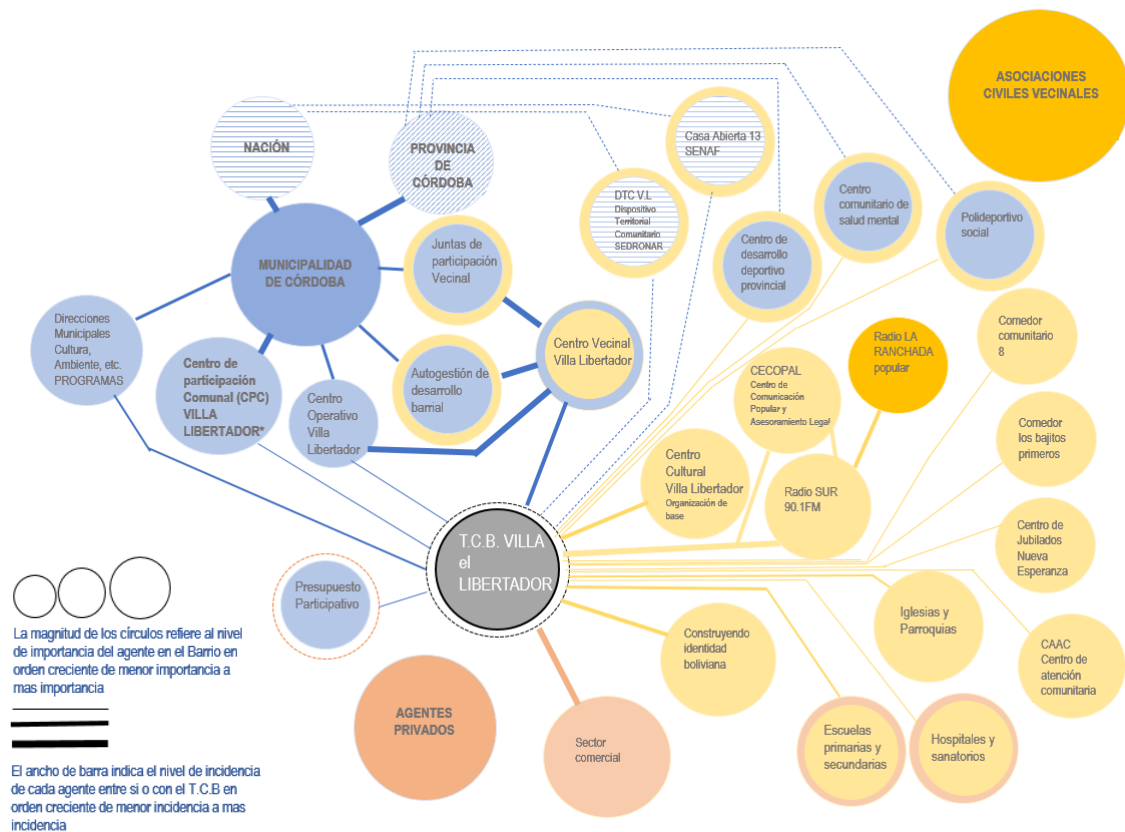 ASOCIACIONES
CIVILES VECINALES
NACIÓN
PROVINCIA
DE
CÓRDOBA
Casa Abierta 13
SENAF
DTC V.L
Dispositivo
Territorial
Comunitario
SEDRONAR
Centro
comunitario de
salud mental
Polideportivo
social
Centro de
desarrollo
deportivo
provincial
MUNICIPALIDAD
DE CÓRDOBA
Juntas de
participación
Vecinal
Direcciones
Municipales
Cultura,
Ambiente, etc.
PROGRAMAS
Centro de
participación
Comunal (CPC)
VILLA
LIBERTADOR*
Centro
Operativo
Villa
Libertador
Autogestión de
desarrollo
barrial
Centro Vecinal
Villa Libertador
Radio LA
RANCHADA
popular
Comedor
comunitario
8
CECOPAL
Centro de
Comunicación
Popular y
Asesoramiento Legal
Comedor
los bajitos
primeros
Centro
Cultural
Villa Libertador
Organización de
base
Radio SUR
90.1FM
Centro de
Jubilados
Nueva
Esperanza
T.C.B. VILLA
el
LIBERTADOR
Presupuesto
Participativo
Iglesias y
Parroquias
Construyendo
identidad
boliviana
CAAC
Centro de
atención
comunitaria
AGENTES
PRIVADOS
Sector
comercial
Escuelas
primarias y
secundarias
Hospitales y
sanatorios
La magnitud de los círculos refiere al nivel
de importancia del agente en el Barrio en
orden creciente de menor importancia a
mas importancia
El ancho de barra indica el nivel de incidencia
de cada agente entre si o con el T.C.B en
orden creciente de menor incidencia a mas
incidencia